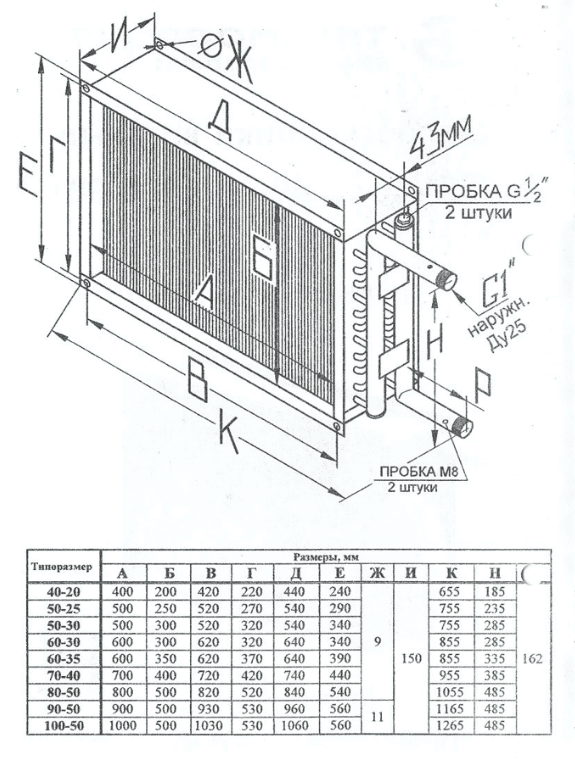 И
ØЖ
Д
43мм
ПРОБКА G ½"
2 штуки
Е
Г
Б
А
G1"
наружн.
Ду25
Н
Р
В
К
ПРОБКА М8
2 штуки
Типоразмер Размеры, мм
А Б В Г Д Е Ж И К Н
40-20 400 200 420 220 440 240 655 185
50-25 500 250 520 270 540 290 755 235
50-30 500 300 520 320 540 340 755 285
60-30 600 300 620 320 640 340 9 855 285
60-35 600 350 620 370 640 390 150 855 335 162
70-40 700 400 720 420 740 440 955 385
80-50 800 500 820 520 840 540 1055 485
90-50 900 500 930 530 960 560 11 1165 485
100-50 1000 500 1030 530 1060 560 1265 485